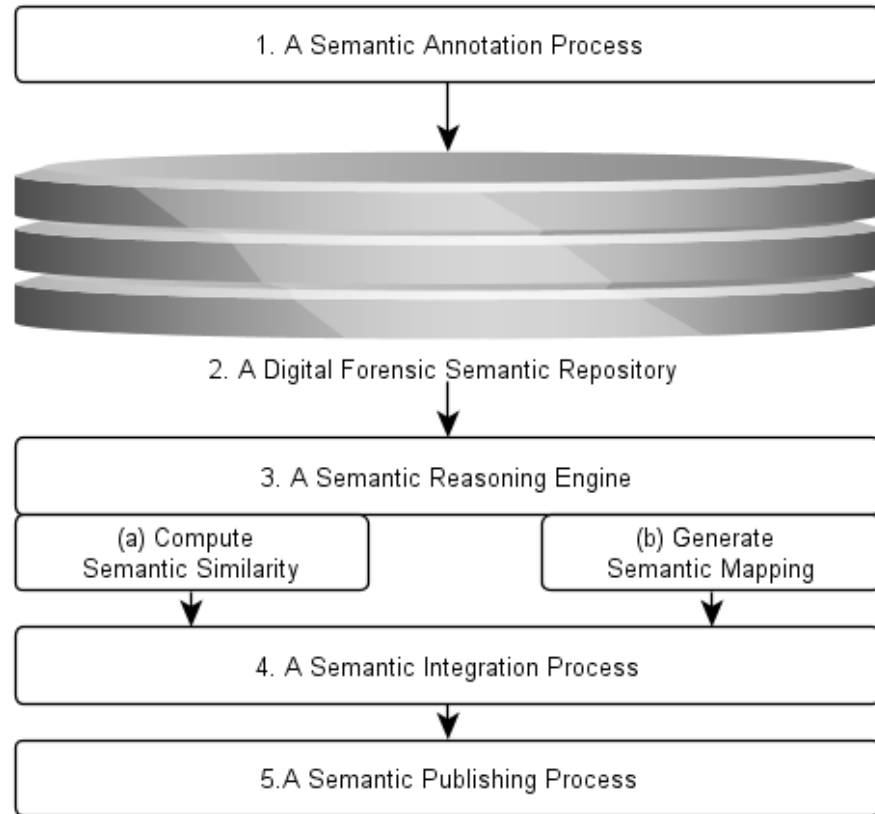 1. A Semantic Annotation Process
2. A Digital Forensic Semantic Repository
3. A Semantic Reasoning Engine
(a) Compute
Semantic Similarity
(b) Generate
Semantic Mapping
4. A Semantic Integration Process
5.A Semantic Publishing Process